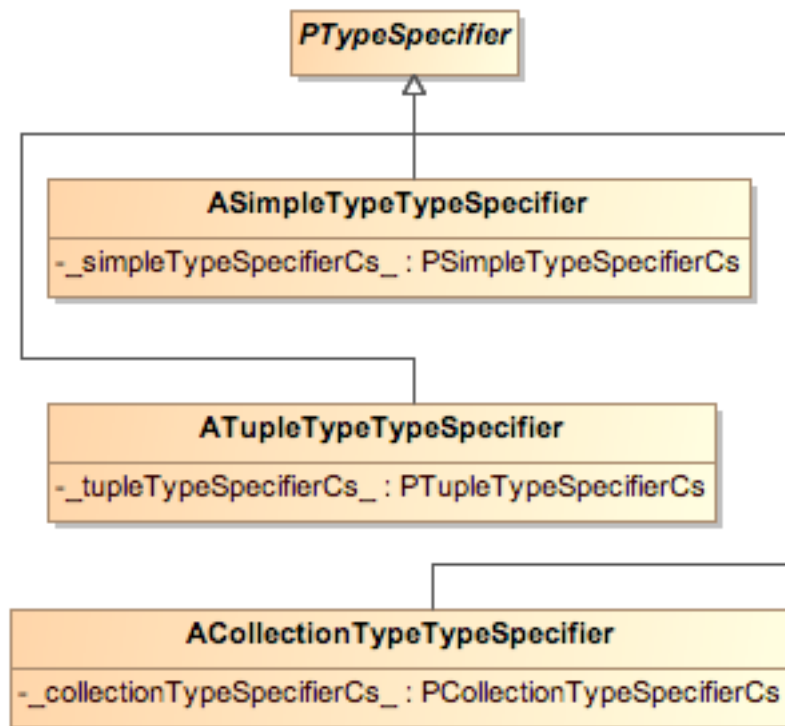 PTypeSpecifier
ASimpleTypeTypeSpecifier
-_simpleTypeSpecifierCs_ : PSimpleTypeSpecifierCs
ATupleTypeTypeSpecifier
-_tupleTypeSpecifierCs_ : PTupleTypeSpecifierCs
ACollectionTypeTypeSpecifier
-_collectionTypeSpecifierCs_ : PCollectionTypeSpecifierCs